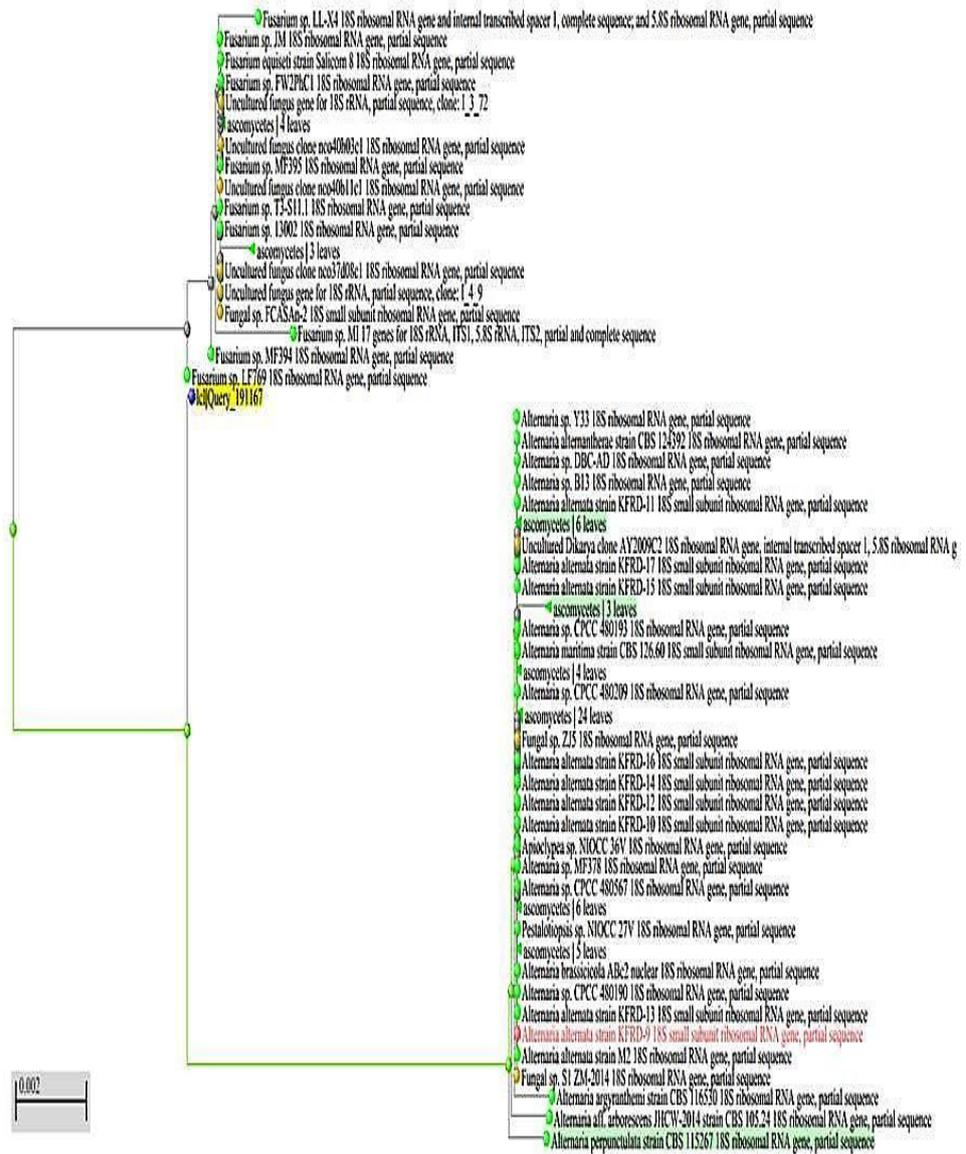 Fusarium sp. LL-X4 18S ribosomal RNA gene and internal transcribed spacer 1, complete sequence; and 5.8S ribosomal RNA gene, partial sequence
Fusarium sp. JM 18S ribosomal RNA gene, partial sequence
Fusarium equiseti strain Salicorn 8 18S ribosomal RNA gene, partial sequence
Fusarium sp. FW2PhC1 18S ribosomal RNA gene, partial sequence
Uncultured fungus gene for 18S rRNA, partial sequence, clone: 1_3_72
ascomycetes | 4 leaves
Uncultured fungus clone nco40b03c1 18S ribosomal RNA gene, partial sequence
Fusarium sp. MF395 18S ribosomal RNA gene, partial sequence
Uncultured fungus clone nco40b11c1 18S ribosomal RNA gene, partial sequence
Fusarium sp. T3-S11.1 18S ribosomal RNA gene, partial sequence
Fusarium sp. 13002 18S ribosomal RNA gene, partial sequence
ascomycetes | 3 leaves
Uncultured fungus clone nco37d08c1 18S ribosomal RNA gene, partial sequence
Uncultured fungus gene for 18S rRNA, partial sequence, clone: 1_4_9
Fungal sp. FCASAn-2 18S small subunit ribosomal RNA gene, partial sequence
Fusarium sp. MI 17 genes for 18S rRNA, ITS1, 5.8S rRNA, ITS2, partial and complete sequence
Fusarium sp. MF394 18S ribosomal RNA gene, partial sequence
Fusarium sp. LF769 18S ribosomal RNA gene, partial sequence
lcl|Query_191167
Alternaria sp. Y33 18S ribosomal RNA gene, partial sequence
Alternaria alternantherae strain CBS 124392 18S ribosomal RNA gene, partial sequence
Alternaria sp. DBC-AD 18S ribosomal RNA gene, partial sequence
Alternaria sp. B13 18S ribosomal RNA gene, partial sequence
Alternaria alternata strain KFRD-11 18S small subunit ribosomal RNA gene, partial sequence
ascomycetes | 6 leaves
Uncultured Dikarya clone AY2009C2 18S ribosomal RNA gene, internal transcribed spacer 1, 5.8S ribosomal RNA g
Alternaria alternata strain KFRD-17 18S small subunit ribosomal RNA gene, partial sequence
Alternaria alternata strain KFRD-15 18S small subunit ribosomal RNA gene, partial sequence
ascomycetes | 3 leaves
Alternaria sp. CPCC 480193 18S ribosomal RNA gene, partial sequence
Alternaria maritima strain CBS 126.60 18S small subunit ribosomal RNA gene, partial sequence
ascomycetes | 4 leaves
Alternaria sp. CPCC 480209 18S ribosomal RNA gene, partial sequence
ascomycetes | 24 leaves
Fungal sp. ZJ5 18S ribosomal RNA gene, partial sequence
Alternaria alternata strain KFRD-16 18S small subunit ribosomal RNA gene, partial sequence
Alternaria alternata strain KFRD-14 18S small subunit ribosomal RNA gene, partial sequence
Alternaria alternata strain KFRD-12 18S small subunit ribosomal RNA gene, partial sequence
Alternaria alternata strain KFRD-10 18S small subunit ribosomal RNA gene, partial sequence
Apioclypea sp. NIOCC 36V 18S ribosomal RNA gene, partial sequence
Alternaria sp. MF378 18S ribosomal RNA gene, partial sequence
Alternaria sp. CPCC 480567 18S ribosomal RNA gene, partial sequence
ascomycetes | 6 leaves
Pestalotiopsis sp. NIOCC 27V 18S ribosomal RNA gene, partial sequence
ascomycetes | 5 leaves
Alternaria brassicicola ABc2 nuclear 18S ribosomal RNA gene, partial sequence
Alternaria sp. CPCC 480190 18S ribosomal RNA gene, partial sequence
Alternaria alternata strain KFRD-13 18S small subunit ribosomal RNA gene, partial sequence
Alternaria alternata strain KFRD-9 18S small subunit ribosomal RNA gene, partial sequence
Alternaria alternata strain M2 18S ribosomal RNA gene, partial sequence
Fungal sp. S1 ZM-2014 18S ribosomal RNA gene, partial sequence
Alternaria argyranthemi strain CBS 116530 18S ribosomal RNA gene, partial sequence
Alternaria aff. arborescens JHCW-2014 strain CBS 105.24 18S ribosomal RNA gene, partial sequence
Alternaria perpunctulata strain CBS 115267 18S ribosomal RNA gene, partial sequence
0.002